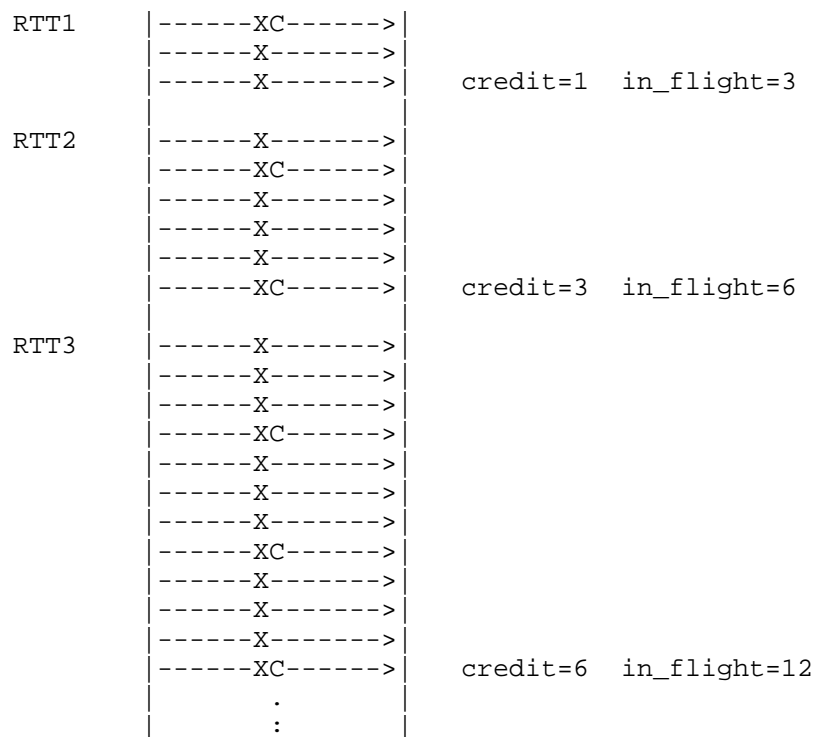 RTT1      |------XC------>|
          |------X------->|
          |------X------->|   credit=1  in_flight=3
          |               |
RTT2      |------X------->|
          |------XC------>|
          |------X------->|
          |------X------->|
          |------X------->|
          |------XC------>|   credit=3  in_flight=6
          |               |
RTT3      |------X------->|
          |------X------->|
          |------X------->|
          |------XC------>|
          |------X------->|
          |------X------->|
          |------X------->|
          |------XC------>|
          |------X------->|
          |------X------->|
          |------X------->|
          |------XC------>|   credit=6  in_flight=12
          |       .       |
          |       :       |